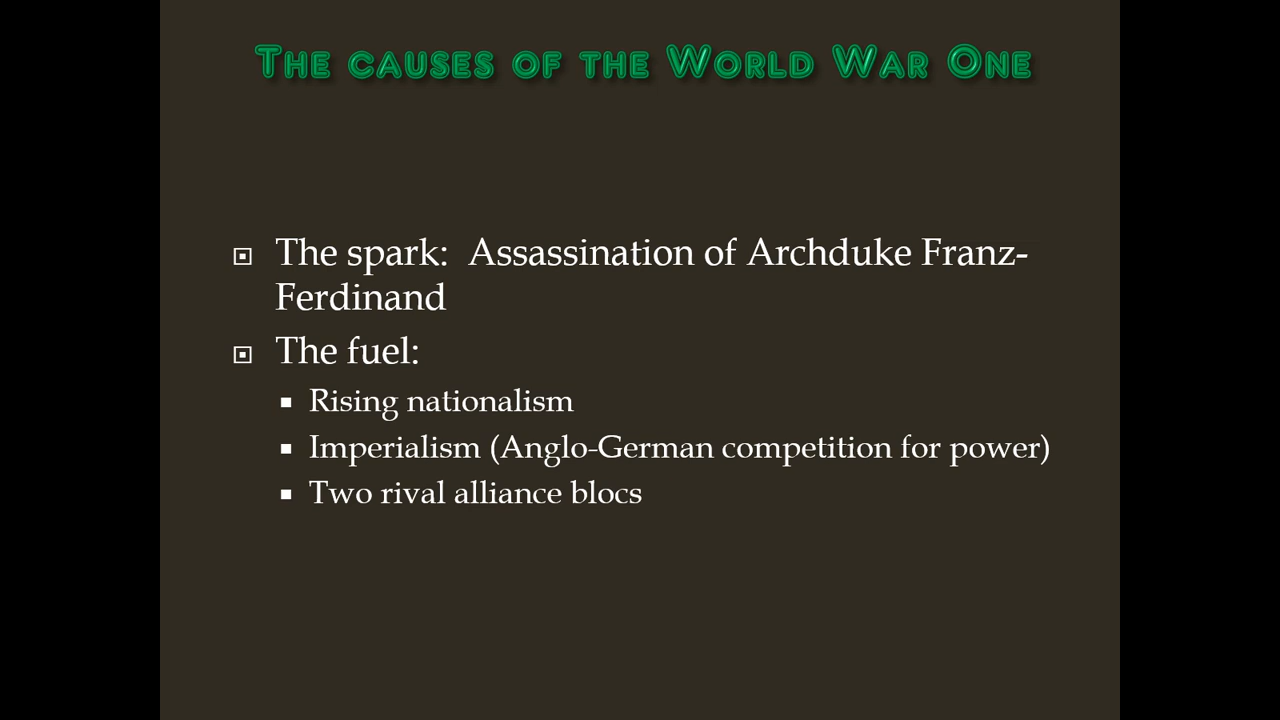 The causes of the World War One
The spark: Assassination of Archduke Franz-
Ferdinand
The fuel:
Rising nationalism
Imperialism (Anglo-German competition for power)
Two rival alliance blocs